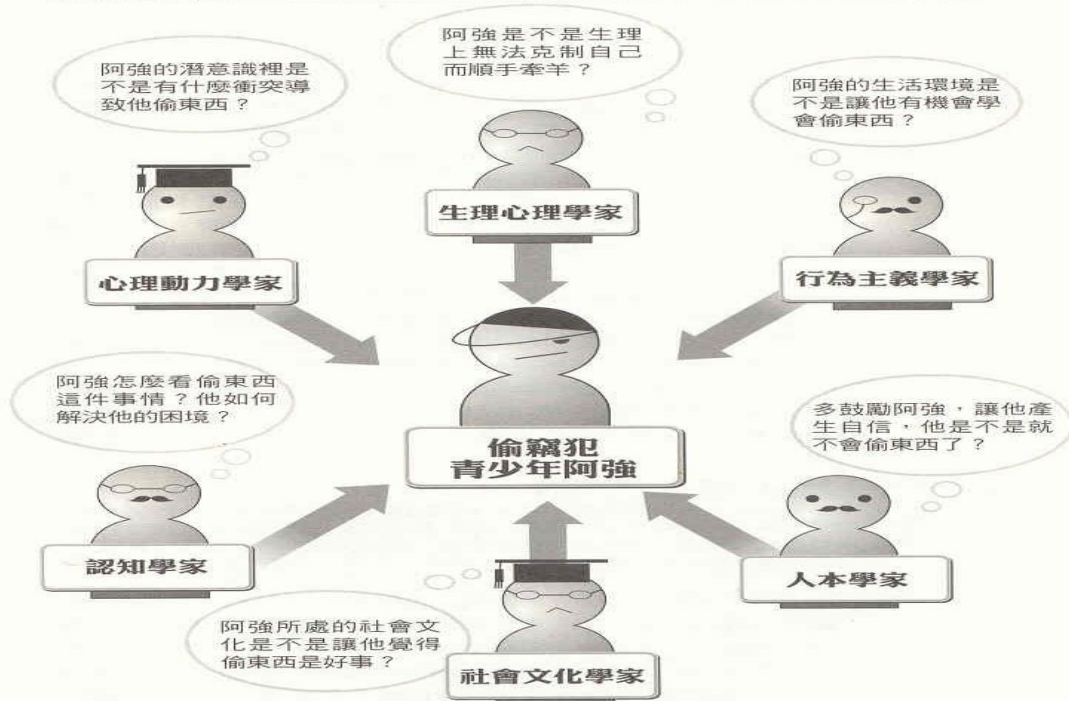 阿強是不是生理
上無法克制自己
而順手牽羊？
生理心理學家
阿強的潛意識裡是
不是有什麼衝突導
致他偷東西？
心理動力學家
阿強的生活環境是
不是讓他有機會學
會偷東西？
行為主義學家
偷竊犯
青少年阿強
阿強怎麼看偷東西
這件事情？他如何
解決他的困境？
認知學家
多鼓勵阿強，讓他產
生自信，他是不是就
不會偷東西了？
人本學家
阿強所處的社會文
化是不是讓他覺得
偷東西是好事？
社會文化學家